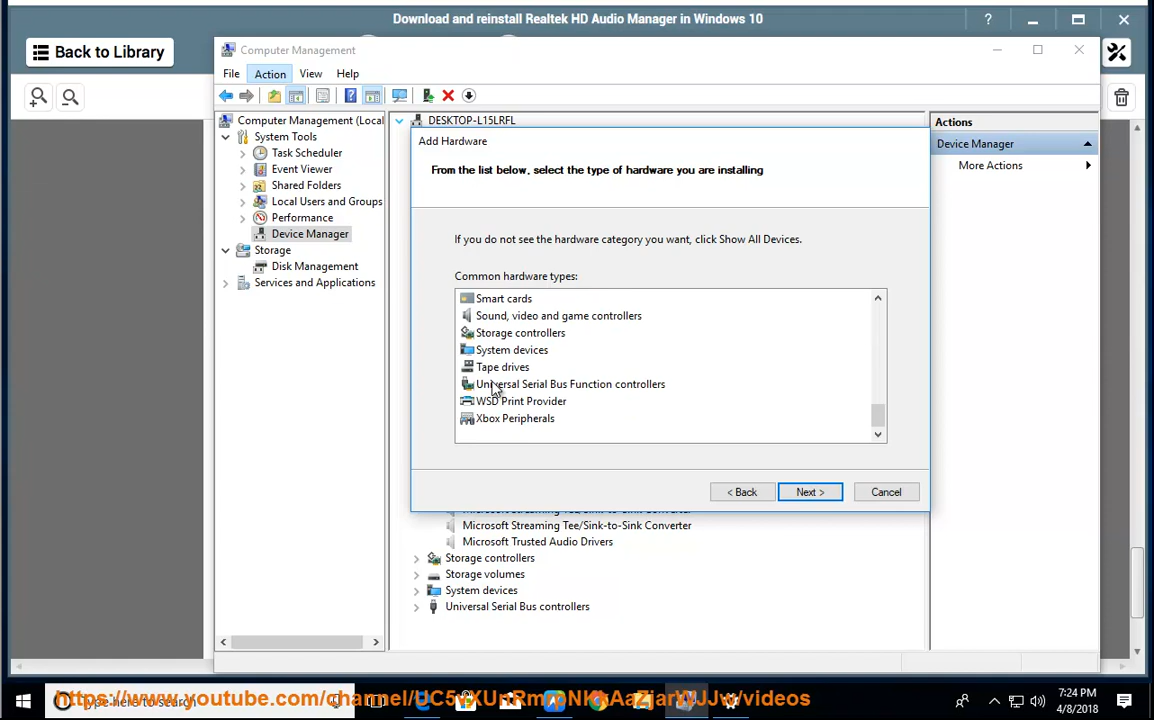 Download and reinstall Realtek HD Audio Manager in Windows 10
Back to Library
Computer Management
File Action View Help
Computer Management (Local
System Tools
Task Scheduler
Event Viewer
Shared Folders
Local Users and Groups
Performance
Device Manager
Storage
Disk Management
Services and Applications
DESKTOP-L15LRFL
Add Hardware
From the list below, select the type of hardware you are installing
If you do not see the hardware category you want, click Show All Devices.
Common hardware types:
Smart cards
Sound, video and game controllers
Storage controllers
System devices
Tape drives
Universal Serial Bus Function controllers
WSD Print Provider
Xbox Peripherals
< Back Next > Cancel
Microsoft Streaming Tee/Sink-to-Sink Converter
Microsoft Trusted Audio Drivers
Storage controllers
Storage volumes
System devices
Universal Serial Bus controllers
Actions
Device Manager
More Actions
Type here to search
7:24 PM
4/8/2018